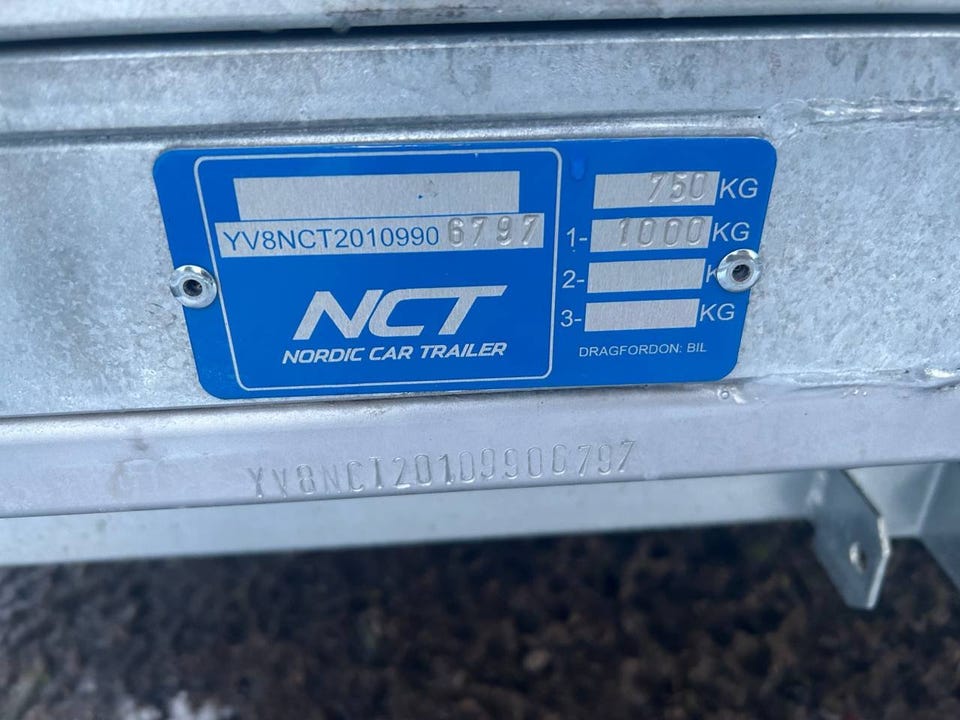 YV8NCT20109906797
NCT
NORDIC CAR TRAILER
750 KG
1- 1000 KG
2- K
3- KG
DRAGFORDON: BIL
YV8NCT20109906797